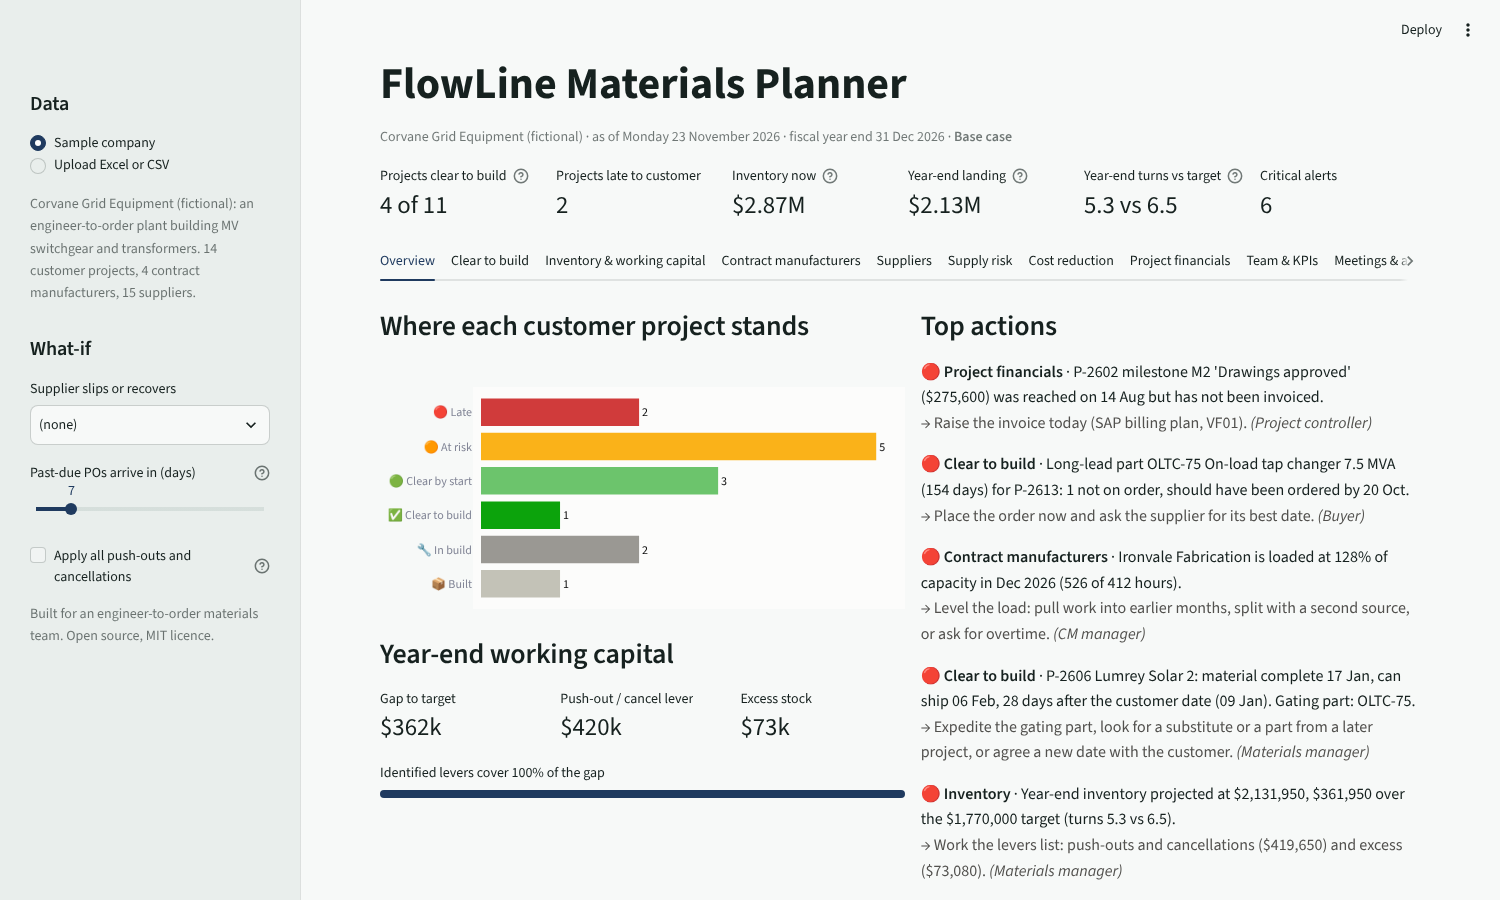 Deploy
Data
Sample company
Upload Excel or CSV
Corvane Grid Equipment (fictional): an
engineer-to-order plant building MV
switchgear and transformers. 14
customer projects, 4 contract
manufacturers, 15 suppliers.
What-if
Supplier slips or recovers
(none)
Past-due POs arrive in (days)
7
Apply all push-outs and
cancellations
Built for an engineer-to-order materials
team. Open source, MIT licence.
FlowLine Materials Planner
Corvane Grid Equipment (fictional) · as of Monday 23 November 2026 · fiscal year end 31 Dec 2026 · Base case
Projects clear to build
4 of 11
Projects late to customer
2
Inventory now
$2.87M
Year-end landing
$2.13M
Year-end turns vs target
5.3 vs 6.5
Critical alerts
6
Overview Clear to build Inventory & working capital Contract manufacturers Suppliers Supply risk Cost reduction Project financials Team & KPIs Meetings &
Where each customer project stands
Late 2
At risk 5
Clear by start 3
Clear to build 1
In build 2
Built 1
Year-end working capital
Gap to target
$362k
Push-out / cancel lever
$420k
Excess stock
$73k
Identified levers cover 100% of the gap
Top actions
Project financials · P-2602 milestone M2 'Drawings approved'
($275,600) was reached on 14 Aug but has not been invoiced.
→ Raise the invoice today (SAP billing plan, VF01). (Project controller)
Clear to build · Long-lead part OLTC-75 On-load tap changer 7.5 MVA
(154 days) for P-2613: 1 not on order, should have been ordered by 20 Oct.
→ Place the order now and ask the supplier for its best date. (Buyer)
Contract manufacturers · Ironvale Fabrication is loaded at 128% of
capacity in Dec 2026 (526 of 412 hours).
→ Level the load: pull work into earlier months, split with a second source,
or ask for overtime. (CM manager)
Clear to build · P-2606 Lumrey Solar 2: material complete 17 Jan, can
ship 06 Feb, 28 days after the customer date (09 Jan). Gating part: OLTC-75.
→ Expedite the gating part, look for a substitute or a part from a later
project, or agree a new date with the customer. (Materials manager)
Inventory · Year-end inventory projected at $2,131,950, $361,950 over
the $1,770,000 target (turns 5.3 vs 6.5).
→ Work the levers list: push-outs and cancellations ($419,650) and excess
($73,080). (Materials manager)